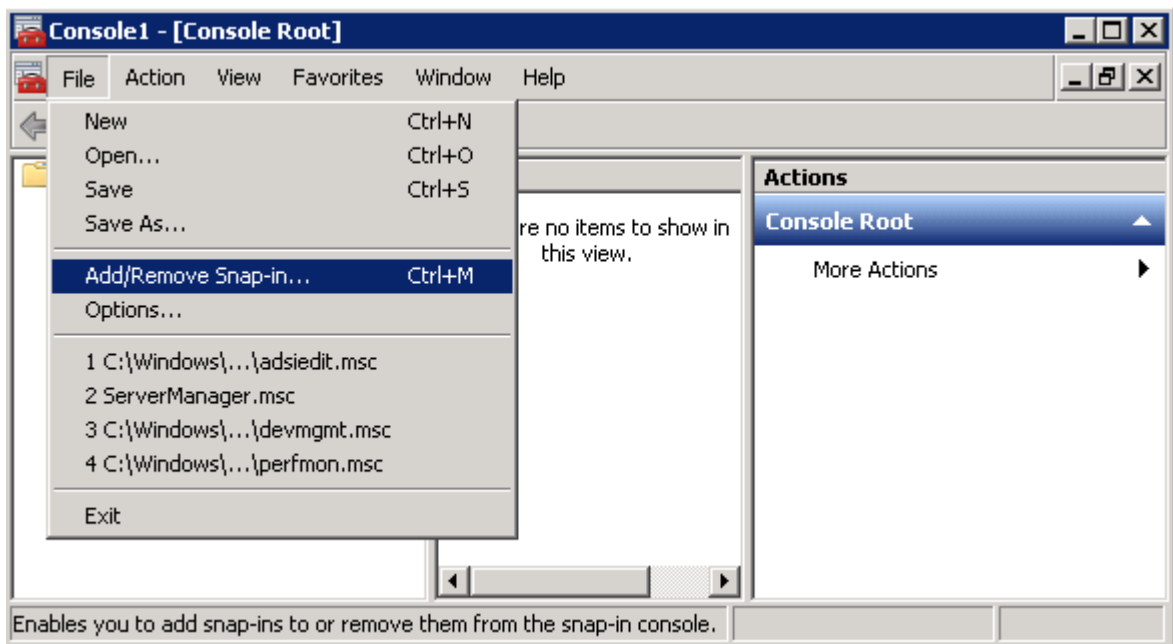 Console1 - [Console Root]
File Action View Favorites Window Help
New Ctrl+N
Open... Ctrl+O
Save Ctrl+S
Save As...
Add/Remove Snap-in... Ctrl+M
Options...
1 C:\Windows\...\adsiedit.msc
2 ServerManager.msc
3 C:\Windows\...\devmgmt.msc
4 C:\Windows\...\perfmon.msc
Exit
re no items to show in
this view.
Actions
Console Root
More Actions
Enables you to add snap-ins to or remove them from the snap-in console.